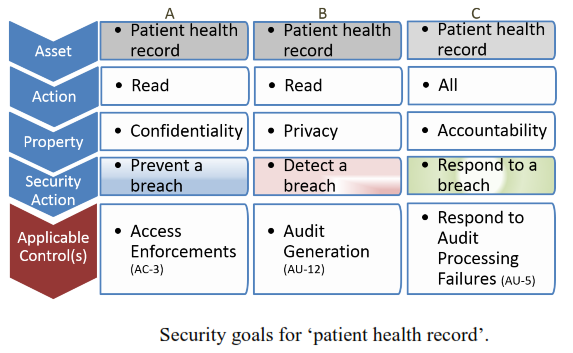 A B C
Asset
• Patient health
record
• Patient health
record
• Patient health
record
Action
• Read
• Read
• All
Property
• Confidentiality
• Privacy
• Accountability
Security
Action
• Prevent a
breach
• Detect a
breach
• Respond to a
breach
Applicable
Control(s)
• Access
Enforcements
(AC-3)
• Audit
Generation
(AU-12)
• Respond to
Audit
Processing
Failures (AU-5)
Security goals for ‘patient health record’.